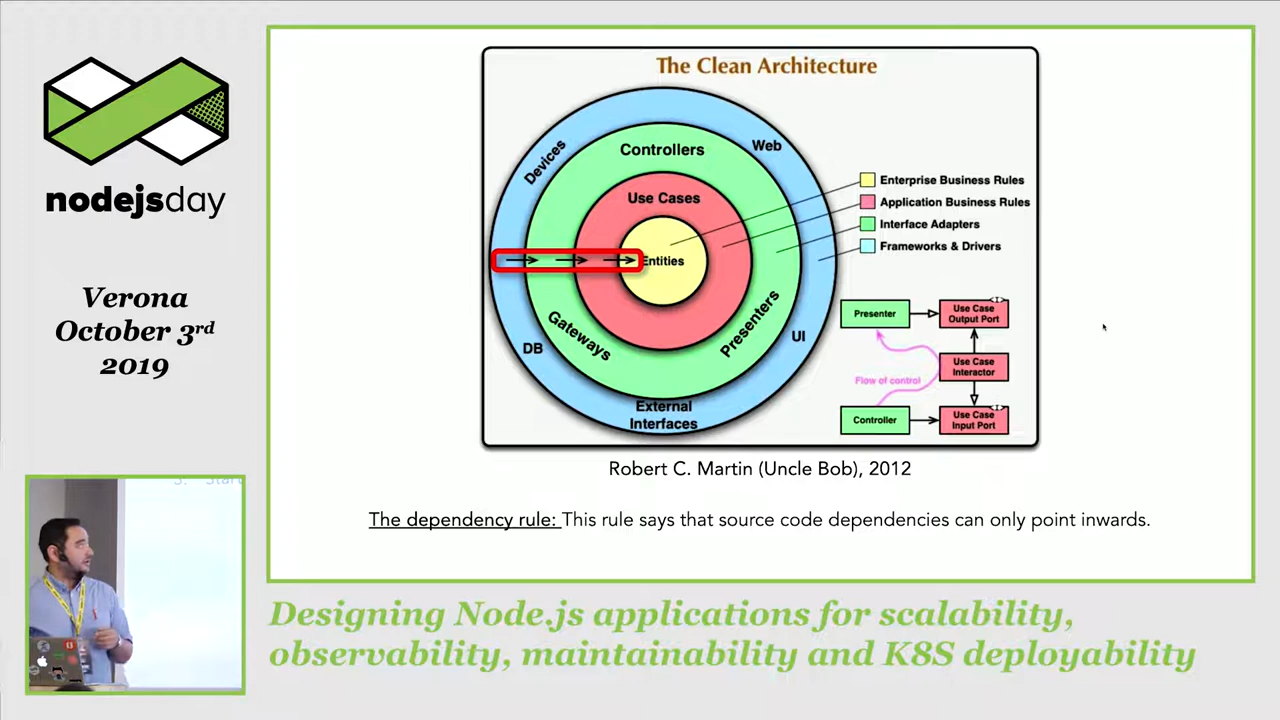 nodejsday
Verona
October 3rd
2019
The Clean Architecture
Devices
Controllers
Web
Use Cases
Entities
Gateways
Presenters
DB
UI
External
Interfaces
Enterprise Business Rules
Application Business Rules
Interface Adapters
Frameworks & Drivers
Presenter
Use Case
Output Port
Use Case
Interactor
Flow of control
Controller
Use Case
Input Port
Robert C. Martin (Uncle Bob), 2012
The dependency rule: This rule says that source code dependencies can only point inwards.
3. Start
Designing Node.js applications for scalability,
observability, maintainability and K8S deployability